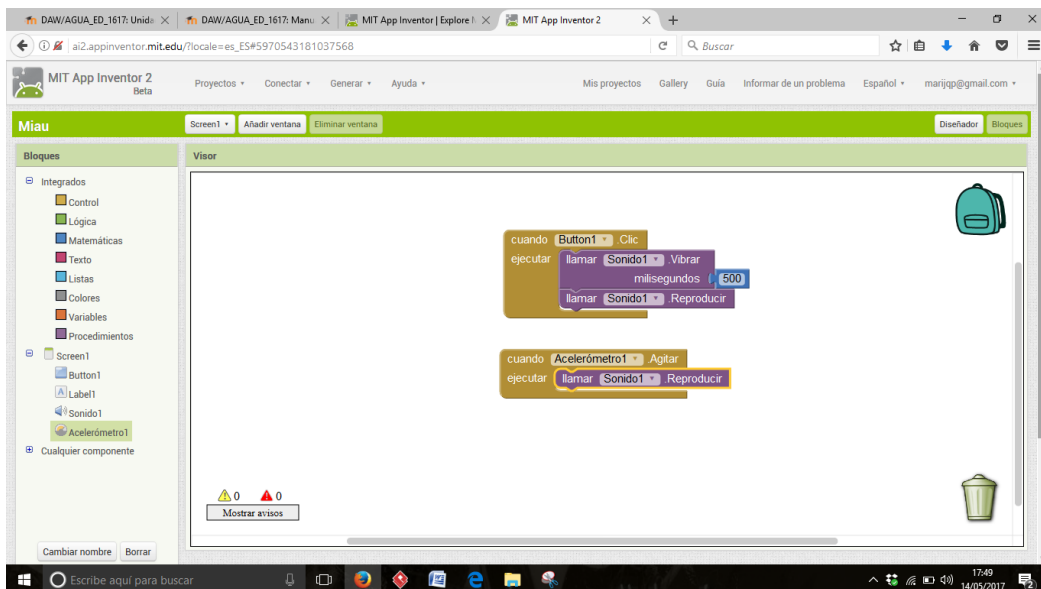 DAW/AGUA_ED_1617: Unida
DAW/AGUA_ED_1617: Manu
MIT App Inventor | Explore
MIT App Inventor 2
ai2.appinventor.mit.edu/?locale=es_ES#5970543181037568
Buscar
MIT App Inventor 2
Beta
Proyectos
Conectar
Generar
Ayuda
Mis proyectos
Gallery
Guía
Informar de un problema
Español
marijqp@gmail.com
Miau
Screen1
Añadir ventana
Eliminar ventana
Diseñador
Bloques
Bloques
Visor
Integrados
Control
Lógica
Matemáticas
Texto
Listas
Colores
Variables
Procedimientos
Screen1
Button1
Label1
Sonido1
Acelerómetro1
Cualquier componente
Cambiar nombre
Borrar
cuando Button1 .Clic
ejecutar llamar Sonido1 .Vibrar
milisegundos 500
llamar Sonido1 .Reproducir
cuando Acelerómetro1 .Agitar
ejecutar llamar Sonido1 .Reproducir
0 0
Mostrar avisos
Escribe aquí para buscar
17:49
14/05/2017